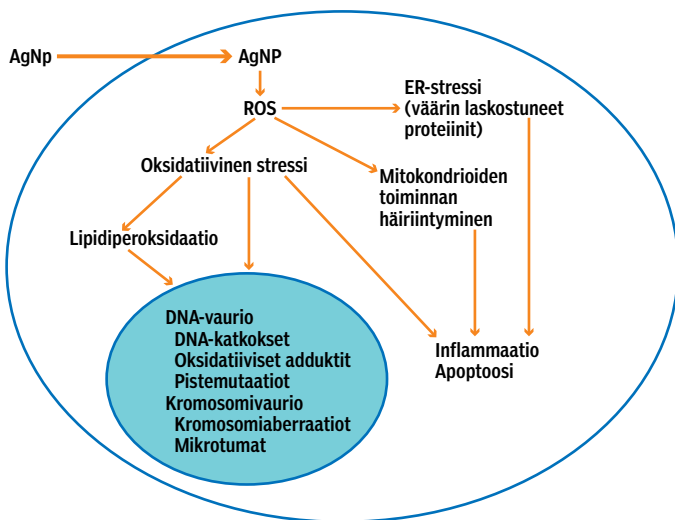 AgNp
AgNP
ROS
ER-stressi
(väärin laskostuneet
proteiinit)
Oksidatiivinen stressi
Mitokondrioiden
toiminnan
häiriintyminen
Lipidiperoksidaatio
DNA-vaurio
DNA-katkokset
Oksidatiiviset adduktit
Pistemutaatiot
Kromosomivaurio
Kromosomiaberraatiot
Mikrotumat
Inflammaatio
Apoptoosi